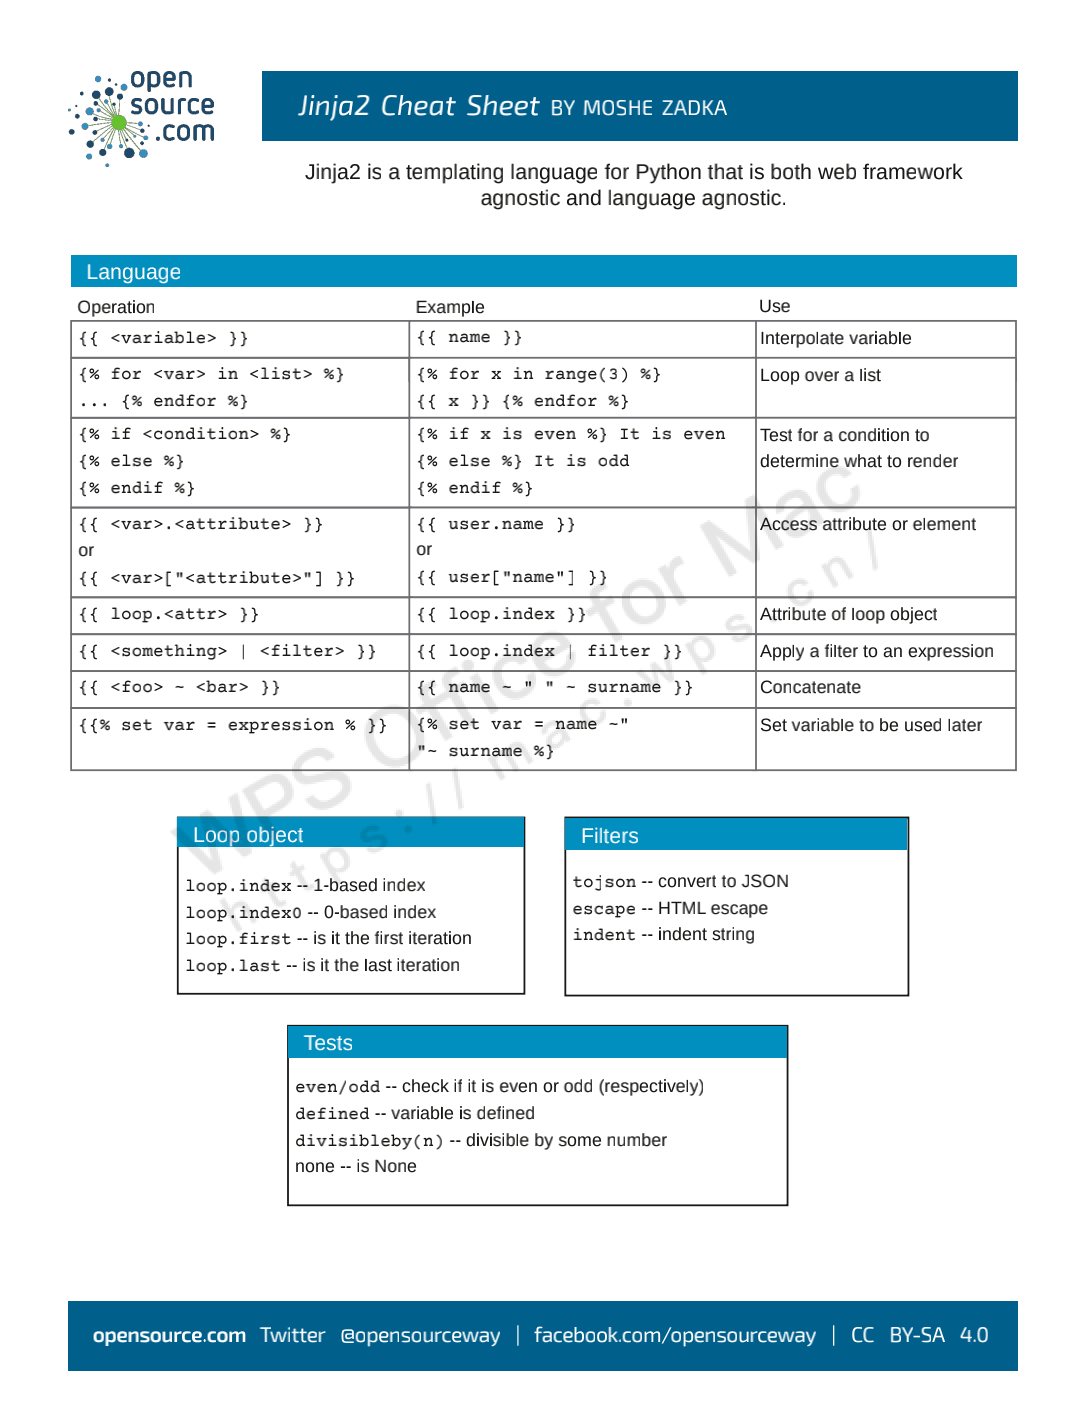 open
source
.com
Jinja2 Cheat Sheet BY MOSHE ZADKA
Jinja2 is a templating language for Python that is both web framework
agnostic and language agnostic.
Language
Operation Example Use
{{ <variable> }} {{ name }} Interpolate variable
{% for <var> in <list> %} {% for x in range(3) %} Loop over a list
... {% endfor %} {{ x }} {% endfor %}
{% if <condition> %} {% if x is even %} It is even Test for a condition to
{% else %} {% else %} It is odd determine what to render
{% endif %} {% endif %}
{{ <var>.<attribute> }} {{ user.name }} Access attribute or element
or or
{{ <var>["<attribute>"] }} {{ user["name"] }}
{{ loop.<attr> }} {{ loop.index }} Attribute of loop object
{{ <something> | <filter> }} {{ loop.index | filter }} Apply a filter to an expression
{{ <foo> ~ <bar> }} {{ name ~ " " ~ surname }} Concatenate
{{% set var = expression % }} {% set var = name ~" Set variable to be used later
"~ surname %}
WPS Office for Mac
https://mac.wps.cn/
Loop object
loop.index -- 1-based index
loop.index0 -- 0-based index
loop.first -- is it the first iteration
loop.last -- is it the last iteration
Filters
tojson -- convert to JSON
escape -- HTML escape
indent -- indent string
Tests
even/odd -- check if it is even or odd (respectively)
defined -- variable is defined
divisibleby(n) -- divisible by some number
none -- is None
opensource.com Twitter @opensourceway | facebook.com/opensourceway | CC BY-SA 4.0